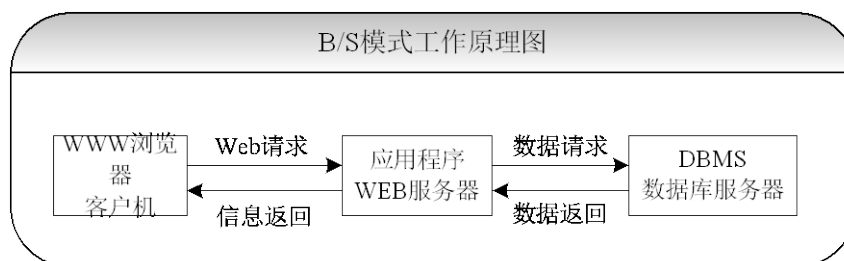 B/S模式工作原理图
WWW浏览
器
客户机
Web请求
信息返回
应用程序
WEB服务器
数据请求
数据返回
DBMS
数据库服务器